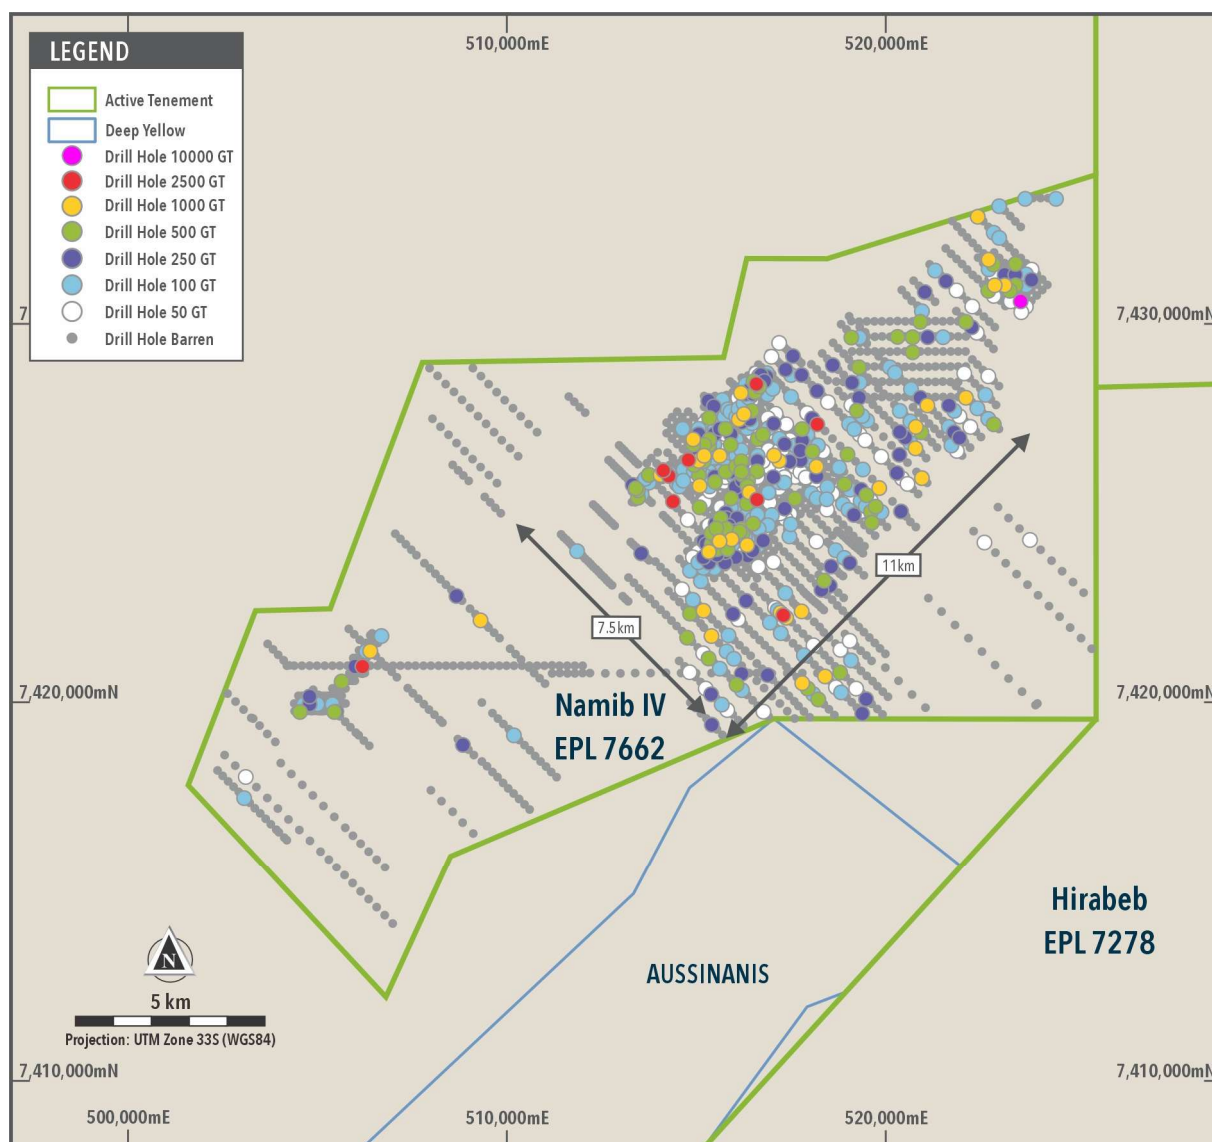 510,000mE
520,000mE
LEGEND
Active Tenement
Deep Yellow
Drill Hole 10000 GT
Drill Hole 2500 GT
Drill Hole 1000 GT
Drill Hole 500 GT
Drill Hole 250 GT
Drill Hole 100 GT
Drill Hole 50 GT
Drill Hole Barren
7
7,430,000mN
11km
7.5km
7,420,000mN
7,420,000mN
Namib IV
EPL 7662
Hirabeb
EPL 7278
AUSSINANIS
N
5 km
Projection: UTM Zone 33S (WGS84)
7,410,000mN
7,410,000mN
500,000mE
510,000mE
520,000mE